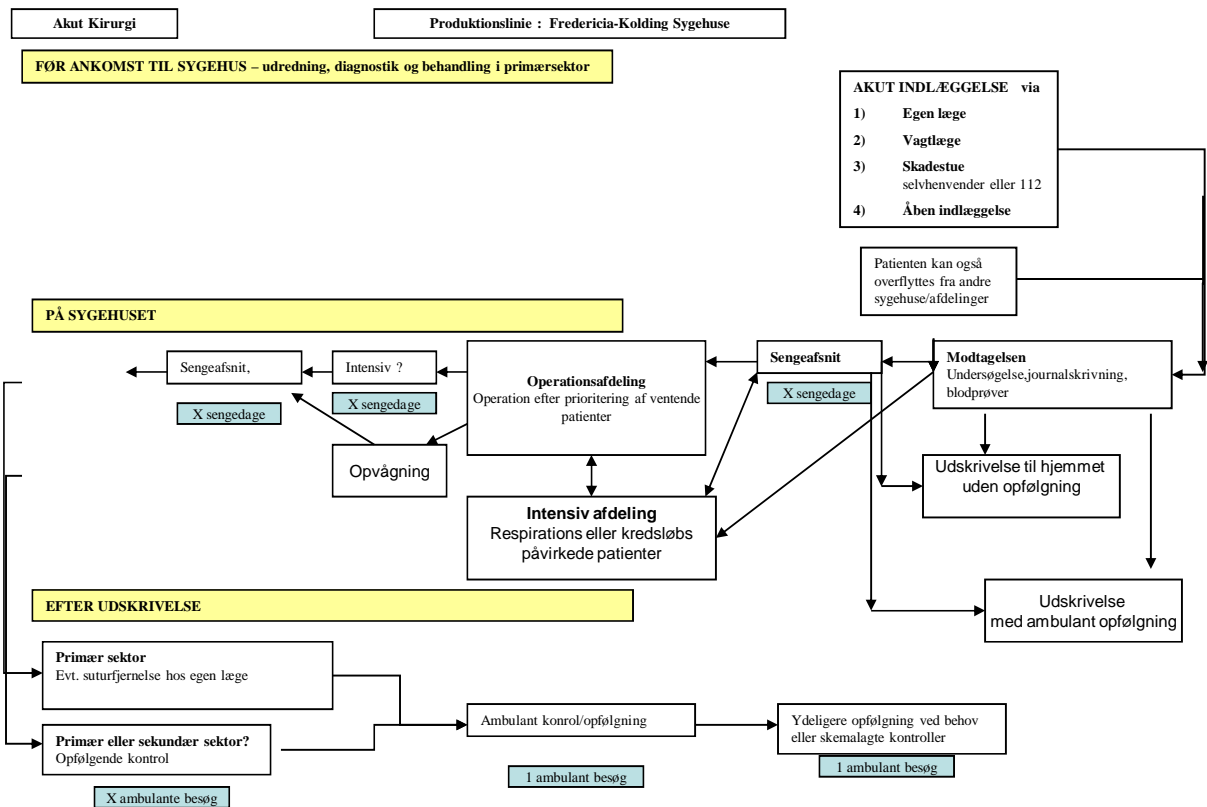 Akut Kirurgi
Produktionslinie : Fredericia-Kolding Sygehuse
FØR ANKOMST TIL SYGEHUS – udredning, diagnostik og behandling i primærsektor
AKUT INDLÆGGELSE via
1) Egen læge
2) Vagtlæge
3) Skadestue
selvhenvender eller 112
4) Åben indlæggelse
Patienten kan også
overflyttes fra andre
sygehuse/afdelinger
PÅ SYGEHUSET
Sengeafsnit,
X sengedage
Intensiv ?
X sengedage
Opvågning
Operationsafdeling
Operation efter prioritering af ventende
patienter
Intensiv afdeling
Respirations eller kredsløbs
påvirkede patienter
Sengeafsnit
X sengedage
Modtagelsen
Undersøgelse,journalskrivning,
blodprøver
Udskrivelse til hjemmet
uden opfølgning
Udskrivelse
med ambulant opfølgning
EFTER UDSKRIVELSE
Primær sektor
Evt. suturfjernelse hos egen læge
Primær eller sekundær sektor?
Opfølgende kontrol
X ambulante besøg
Ambulant konrol/opfølgning
1 ambulant besøg
Ydeligere opfølgning ved behov
eller skemalagte kontroller
1 ambulant besøg